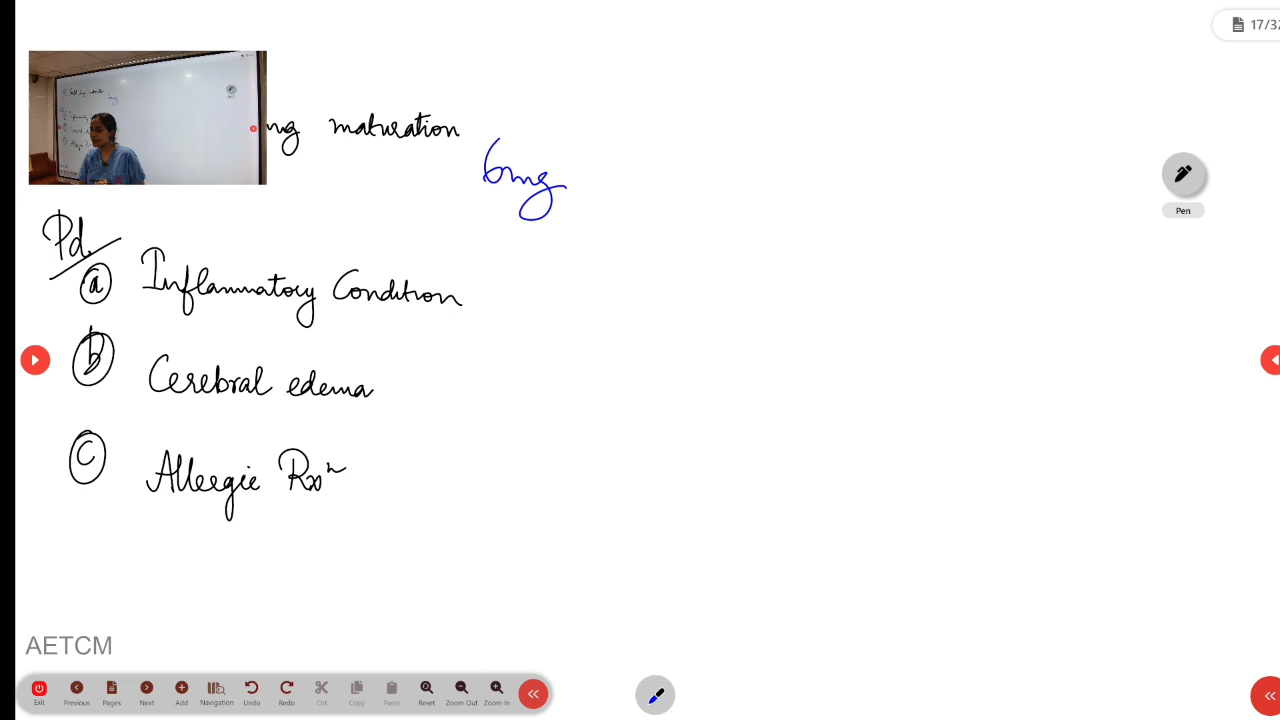 17/32
ng maturation
6mg
Pen
Pd.
a Inflammatory Condition
b Cerebral edema
c Allergic Rxn
AETCM
Exit Previous Pages Next Add Navigation Undo Redo Cut Copy Paste Reset Zoom Out Zoom In